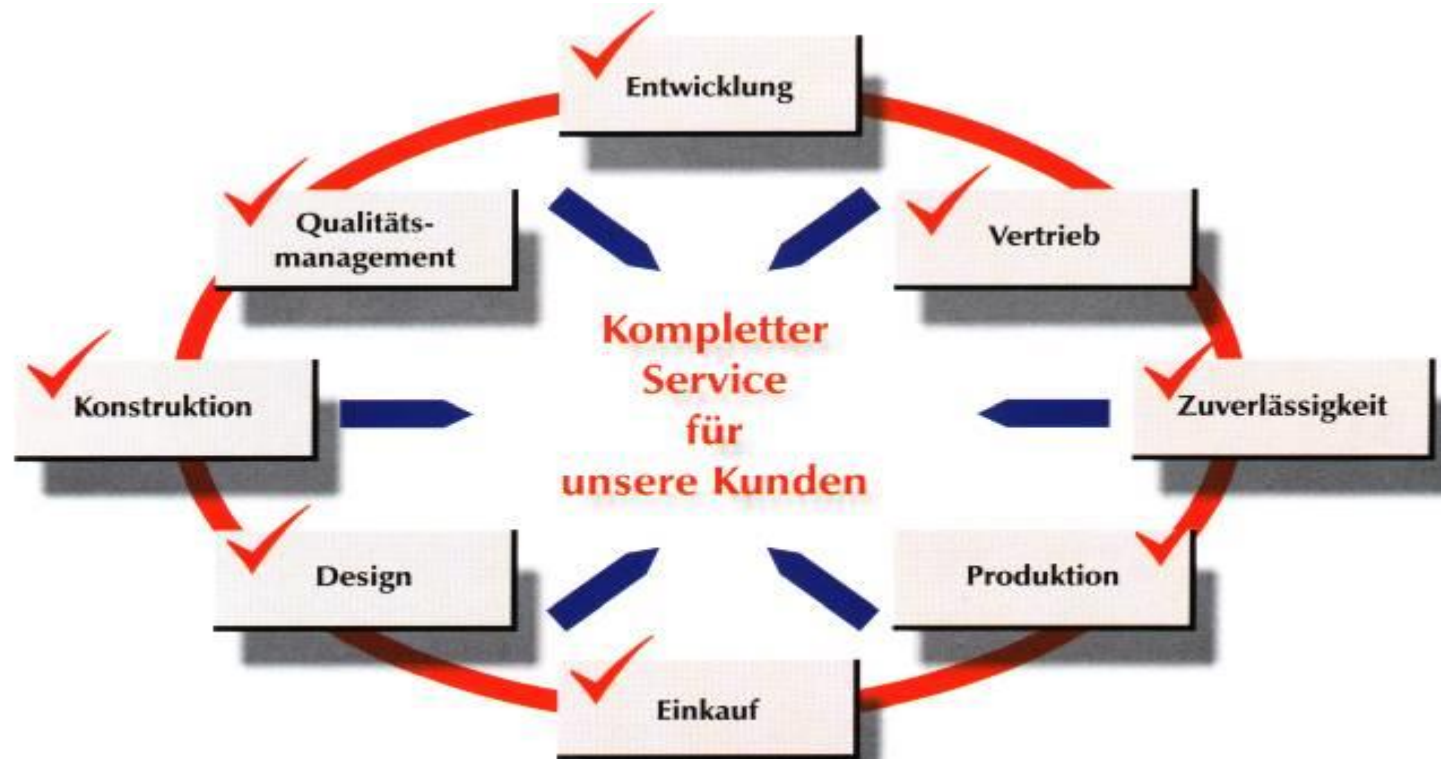 Entwicklung
Qualitäts-
management
Vertrieb
Kompletter
Service
für
unsere Kunden
Konstruktion
Zuverlässigkeit
Design
Produktion
Einkauf